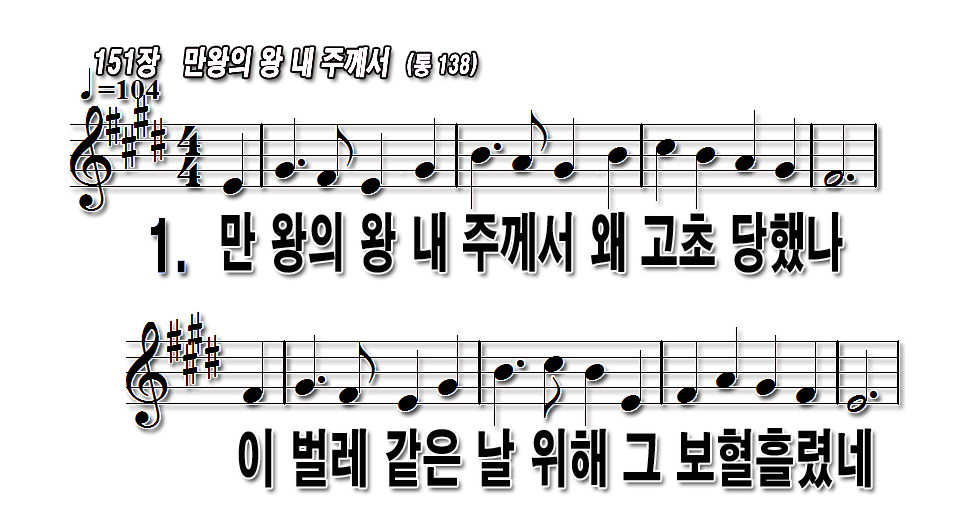 151장 만왕의 왕 내 주께서 (통 138)
♩=104
4
4
1. 만 왕의 왕 내 주께서 왜 고초 당했나
이 벌레 같은 날 위해 그 보혈흘렸네